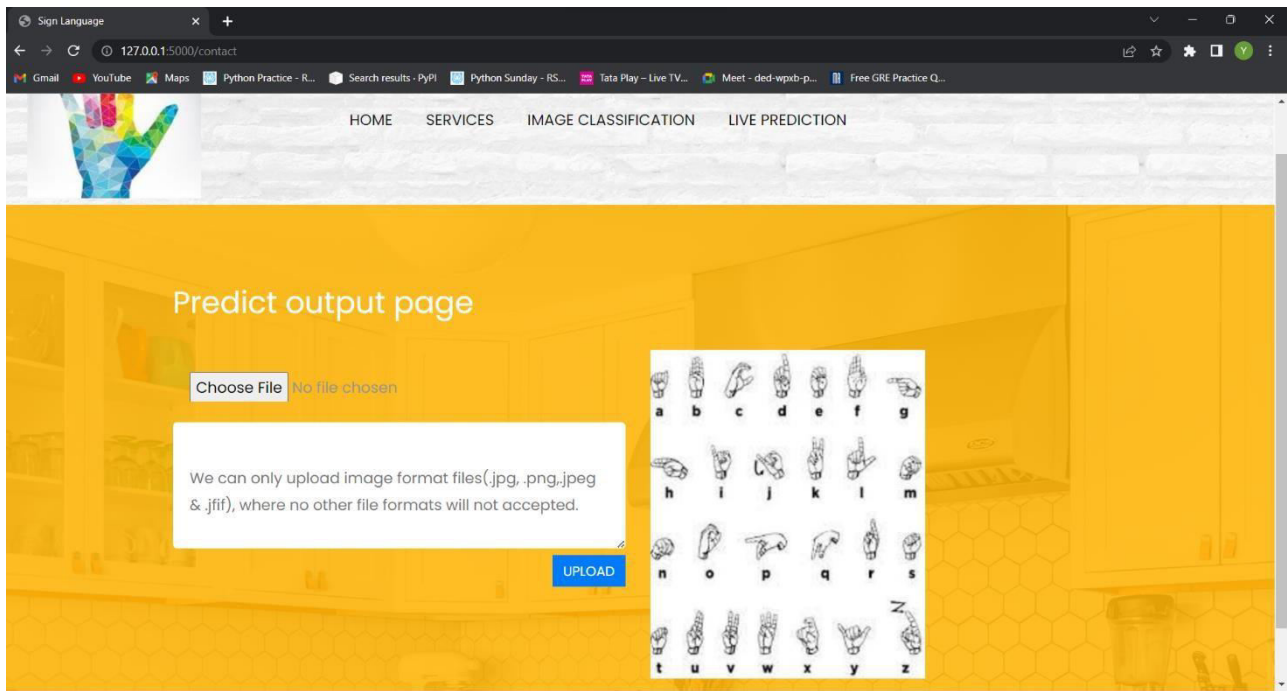 Sign Language
127.0.0.1:5000/contact
Gmail YouTube Maps Python Practice - R... Search results · PyPI Python Sunday - RS... Tata Play – Live TV... Meet - ded-wpxb-p... Free GRE Practice Q...
Y
HOME SERVICES IMAGE CLASSIFICATION LIVE PREDICTION
Predict output page
Choose File No file chosen
We can only upload image format files(.jpg, .png,.jpeg
& .jfif), where no other file formats will not accepted.
UPLOAD
a b c d e f g
h i j k l m
n o p q r s
Z
t u v w x y z